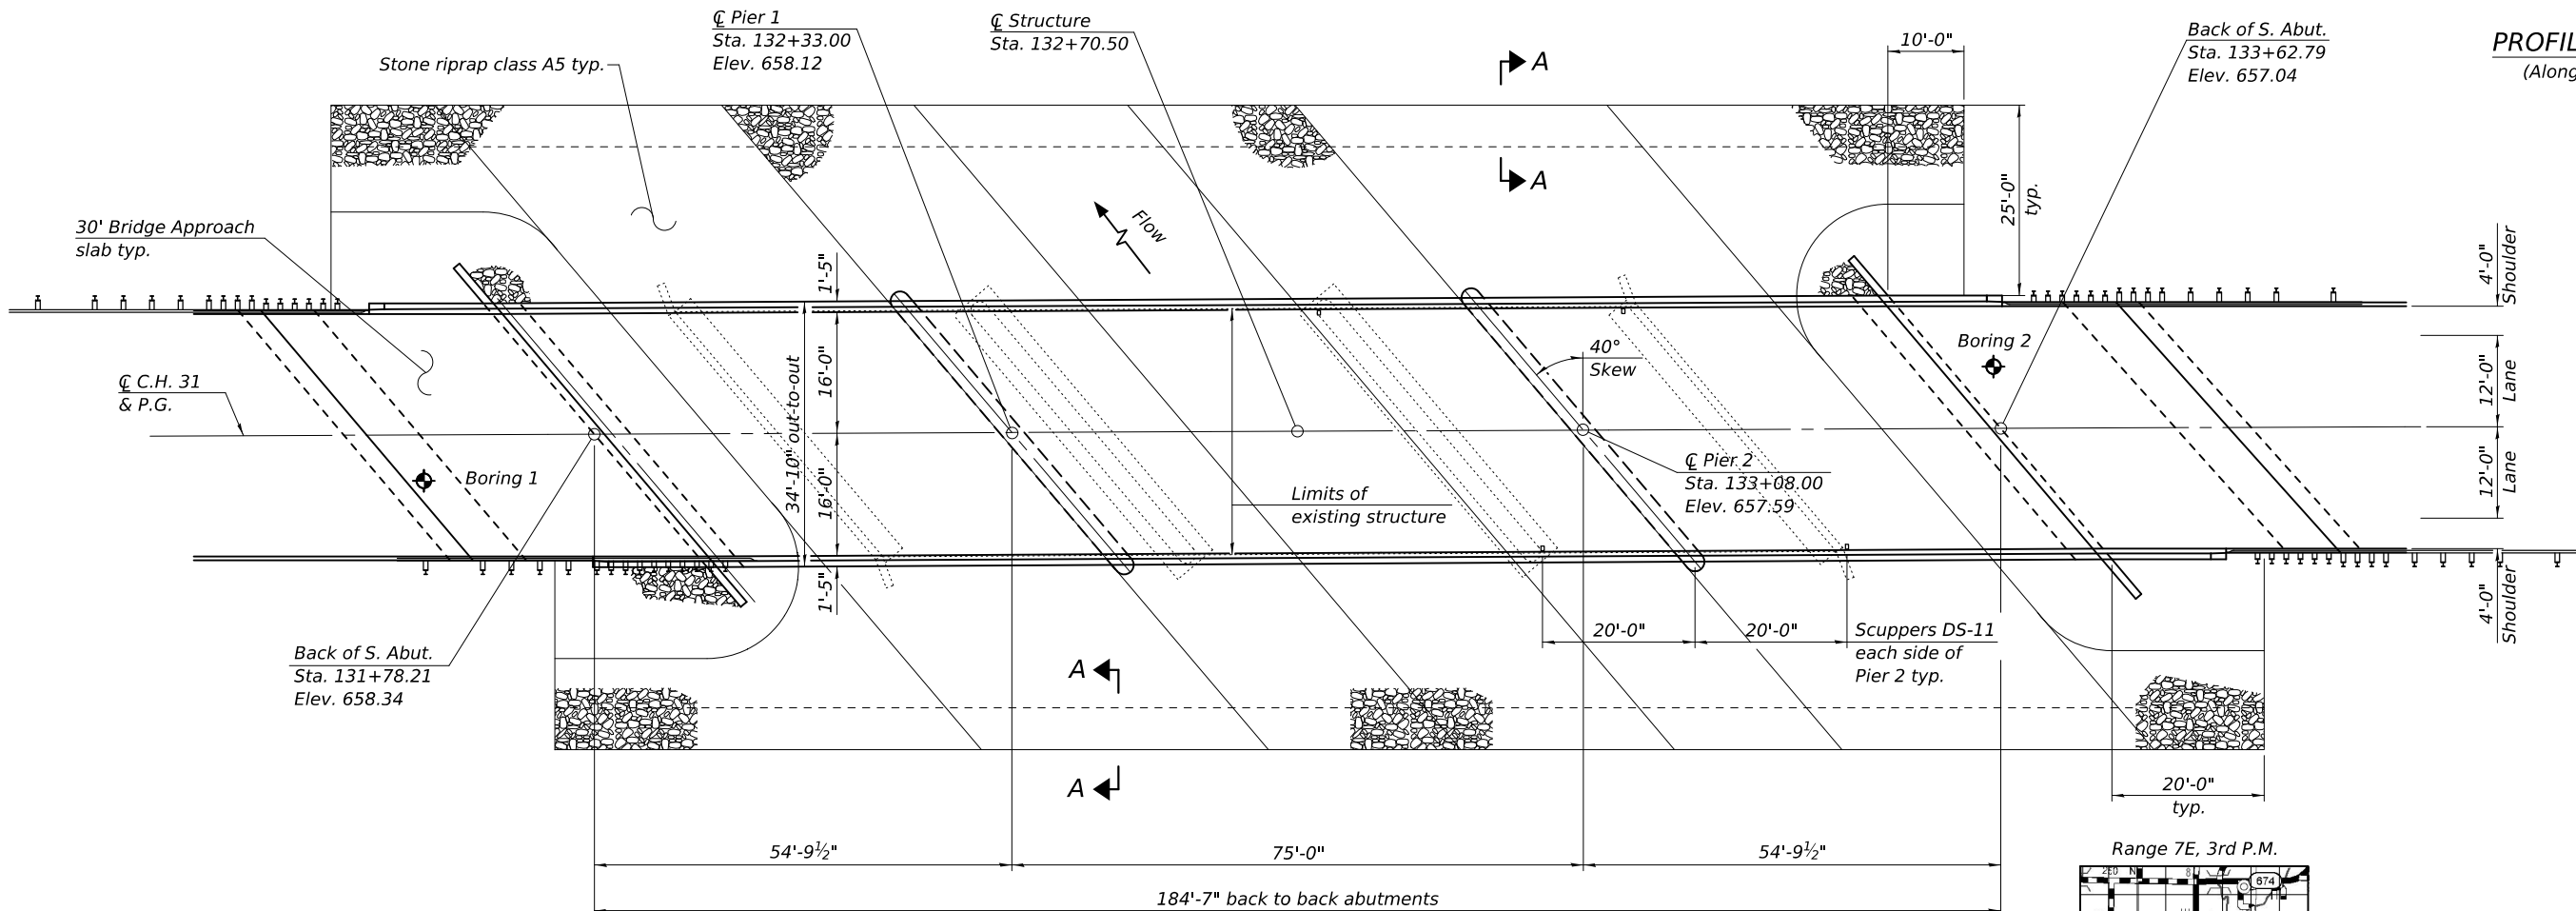 ℄ Pier 1
Sta. 132+33.00
Elev. 658.12
℄ Structure
Sta. 132+70.50
Back of S. Abut.
Sta. 133+62.79
Elev. 657.04
PROFIL
(Along
Stone riprap class A5 typ.
A
10'-0"
A
25'-0"
typ.
30' Bridge Approach
slab typ.
Flow
4'-0"
Shoulder
1'-5"
℄ C.H. 31
& P.G.
34'-10" out-to-out
16'-0"
16'-0"
40°
Skew
Boring 2
12'-0"
Lane
12'-0"
Lane
Boring 1
Limits of
existing structure
℄ Pier 2
Sta. 133+08.00
Elev. 657.59
1'-5"
4'-0"
Shoulder
Back of S. Abut.
Sta. 131+78.21
Elev. 658.34
20'-0"
20'-0"
Scuppers DS-11
each side of
Pier 2 typ.
A
A
20'-0"
typ.
54'-9½"
75'-0"
54'-9½"
Range 7E, 3rd P.M.
674
184'-7" back to back abutments